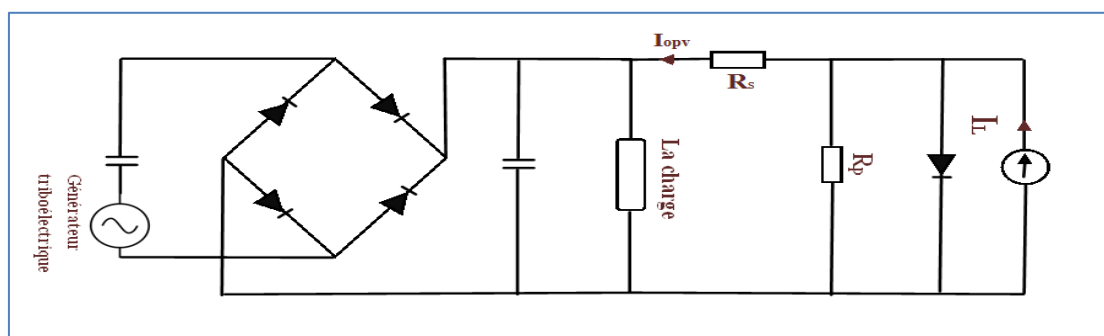 Générateur
triboélectrique
La charge
Iopv
Rs
Rp
IL